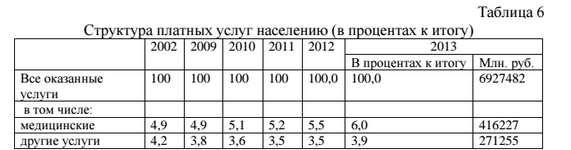 Таблица 6
Структура платных услуг населению (в процентах к итогу)
2002 2009 2010 2011 2012 2013
В процентах к итогу Млн. руб.
Все оказанные услуги 100 100 100 100 100,0 100,0 6927482
в том числе:
медицинские 4,9 4,9 5,1 5,2 5,5 6,0 416227
другие услуги 4,2 3,8 3,6 3,5 3,5 3,9 271255